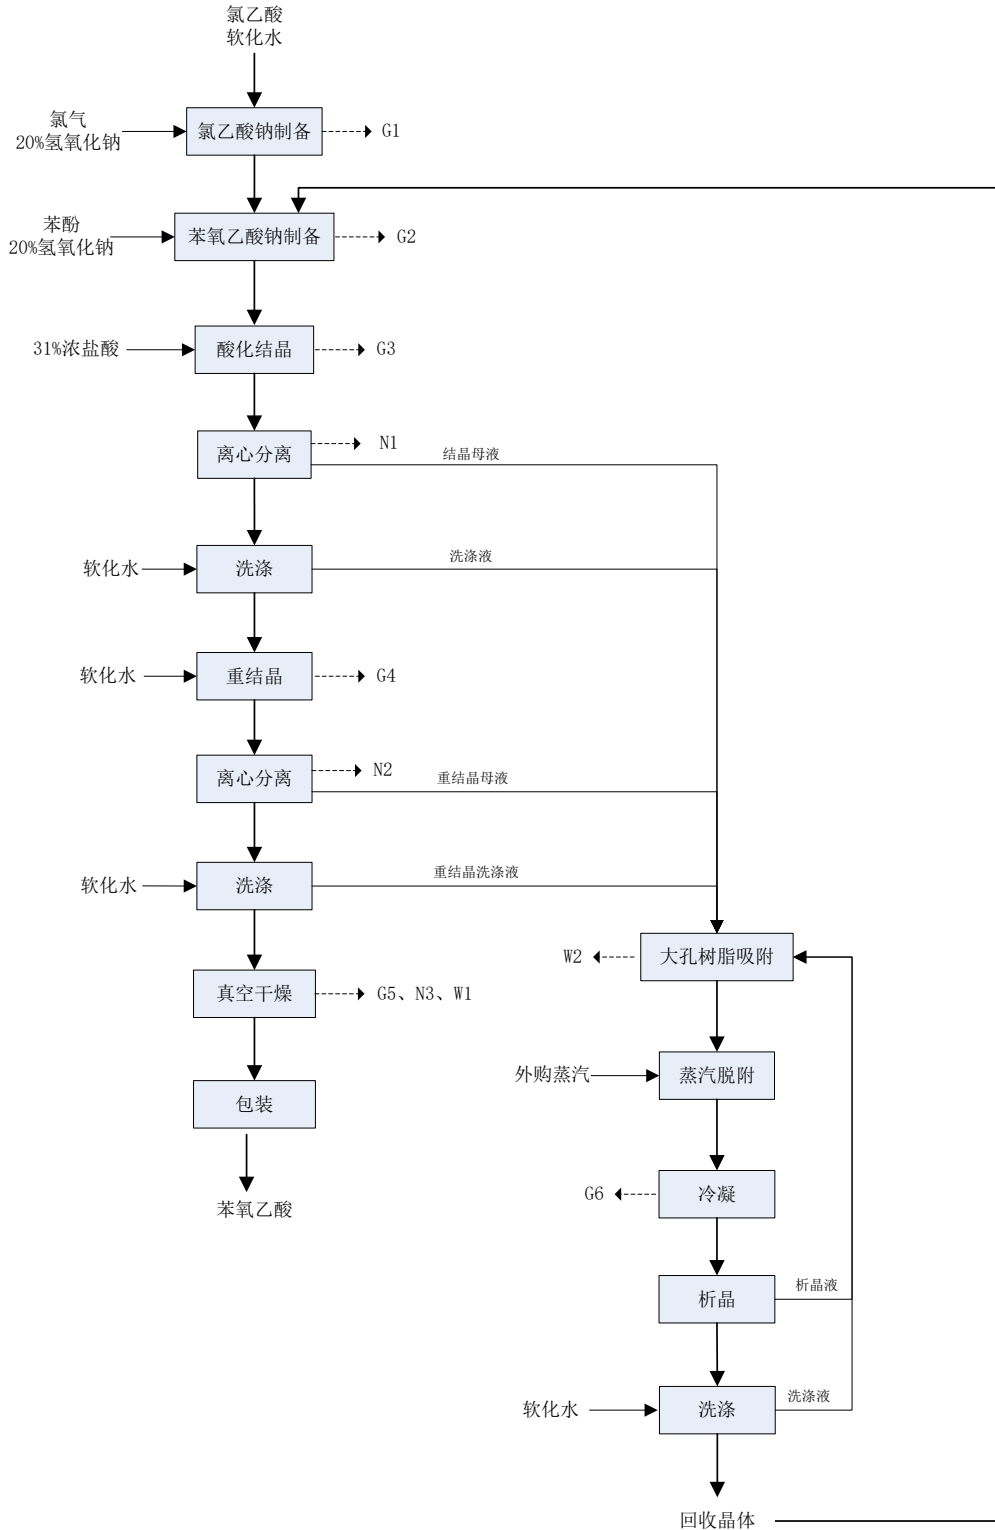 氯乙酸
软化水
氯气
20%氢氧化钠
氯乙酸钠制备
G1
苯酚
20%氢氧化钠
苯氧乙酸钠制备
G2
31%浓盐酸
酸化结晶
G3
离心分离
N1
结晶母液
软化水
洗涤
洗涤液
软化水
重结晶
G4
离心分离
N2
重结晶母液
软化水
洗涤
重结晶洗涤液
W2
大孔树脂吸附
真空干燥
G5、N3、W1
外购蒸汽
蒸汽脱附
包装
G6
冷凝
苯氧乙酸
析晶
析晶液
软化水
洗涤
洗涤液
回收晶体